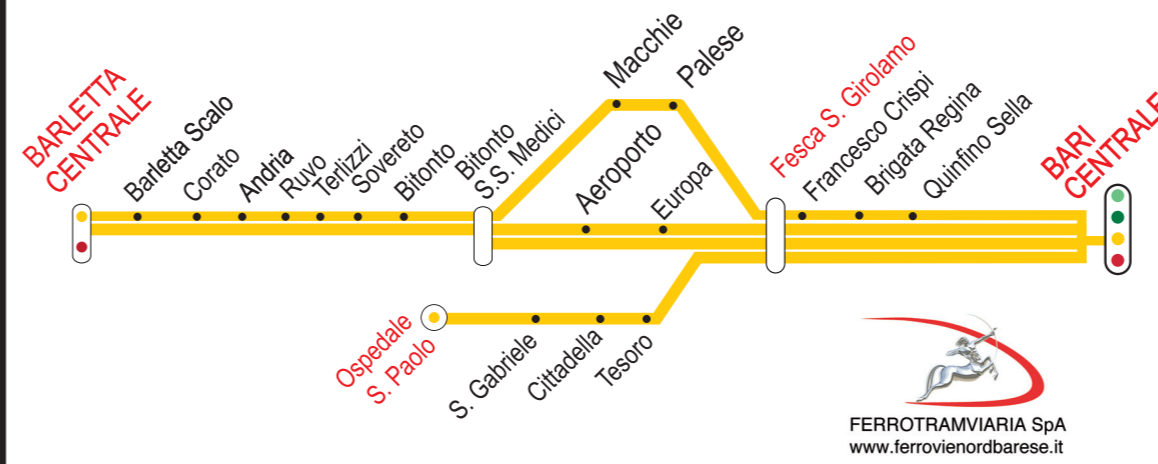 BARLETTA
CENTRALE
Barletta Scalo
Corato
Andria
Ruvo
Terlizzi
Sovereto
Bitonto
Bitonto
S.S. Medici
Macchie
Palese
Aeroporto
Europa
Fesca S. Girolamo
Francesco Crispi
Brigata Regina
Quinfino Sella
BARI
CENTRALE
Ospedale
S. Paolo
S. Gabriele
Cittadella
Tesoro
FERROTRAMVIARIA SpA
www.ferrovienordbarese.it